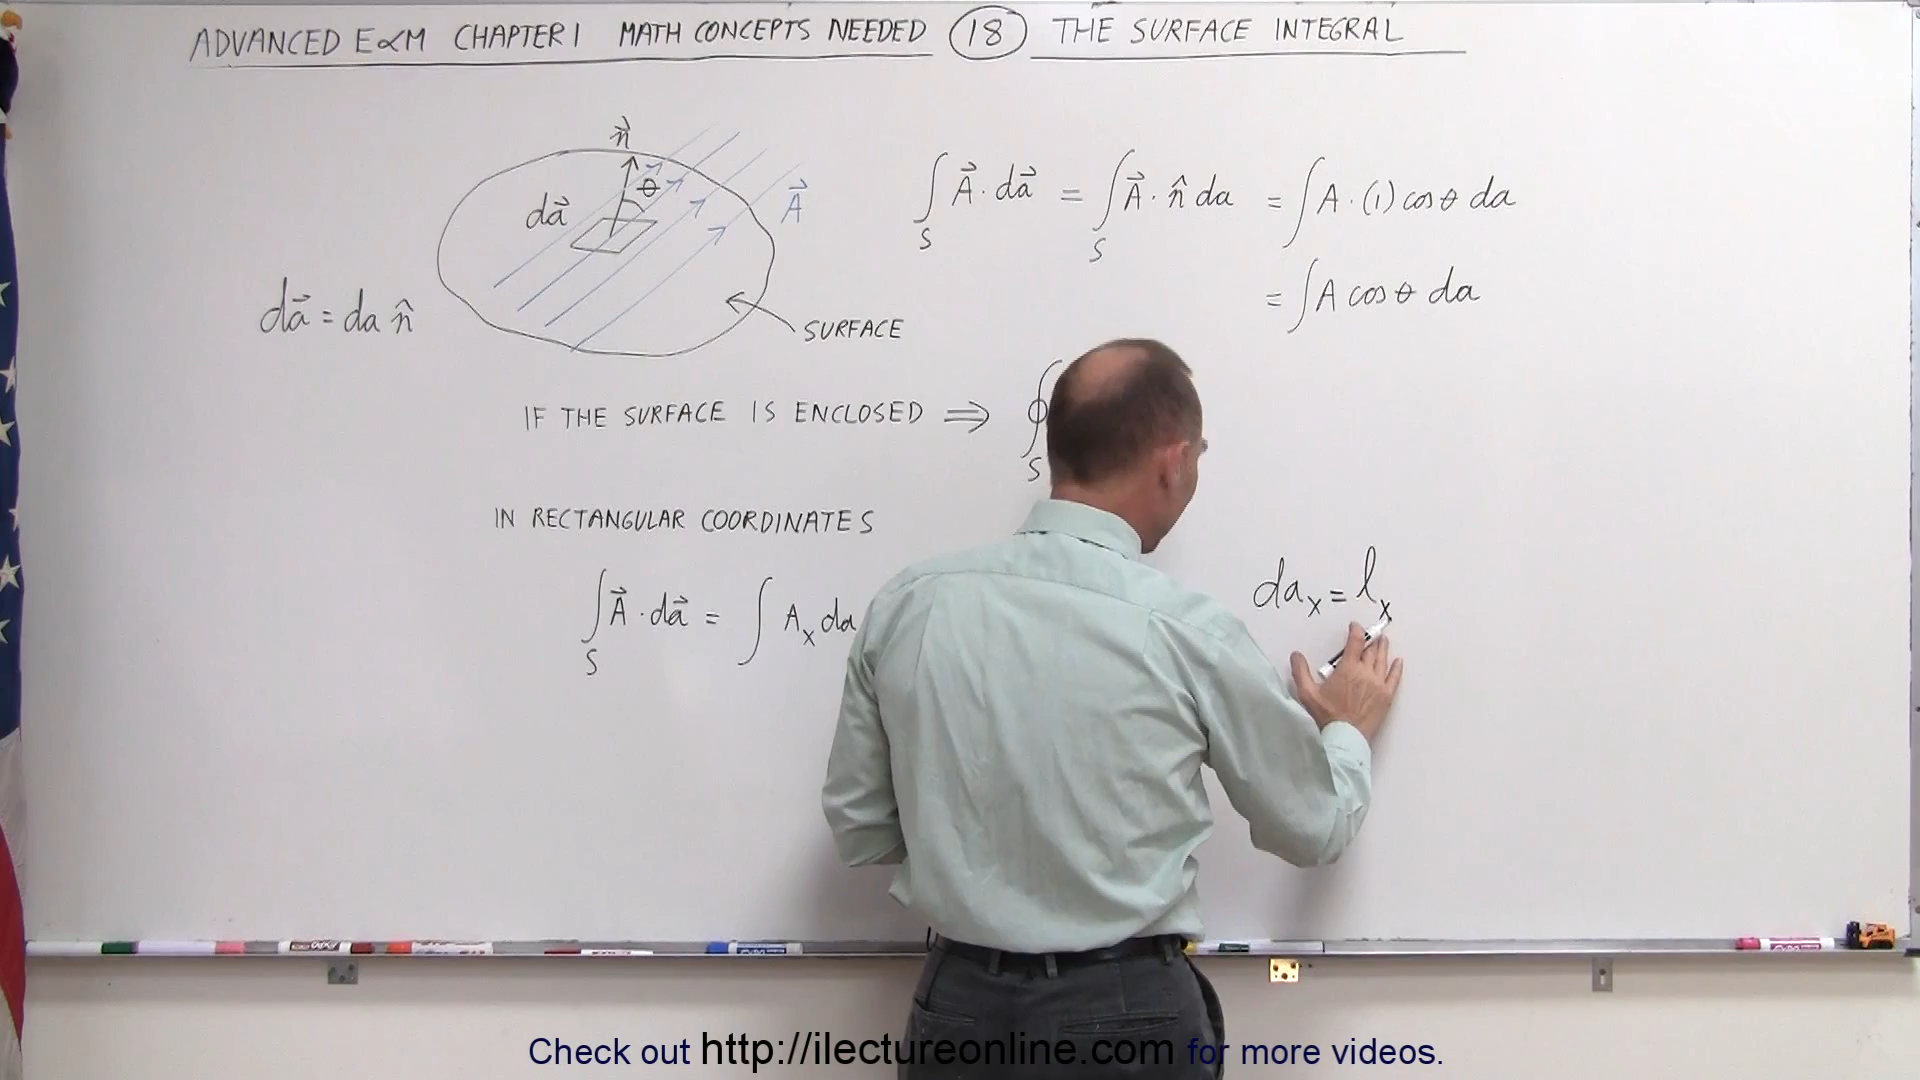 ADVANCED E&M CHAPTER 1 MATH CONCEPTS NEEDED 18 THE SURFACE INTEGRAL
n⃗
θ
da⃗
A⃗
SURFACE
da⃗ = da n̂
∫ A⃗ · da⃗ = ∫ A⃗ · n̂ da = ∫ A · (1) cos θ da
S S
= ∫ A cos θ da
IF THE SURFACE IS ENCLOSED ⇒ ∮
S
IN RECTANGULAR COORDINATES
∫ A⃗ · da⃗ = ∫ Aₓ da
S
daₓ = lₓ
Check out http://ilectureonline.com for more videos.